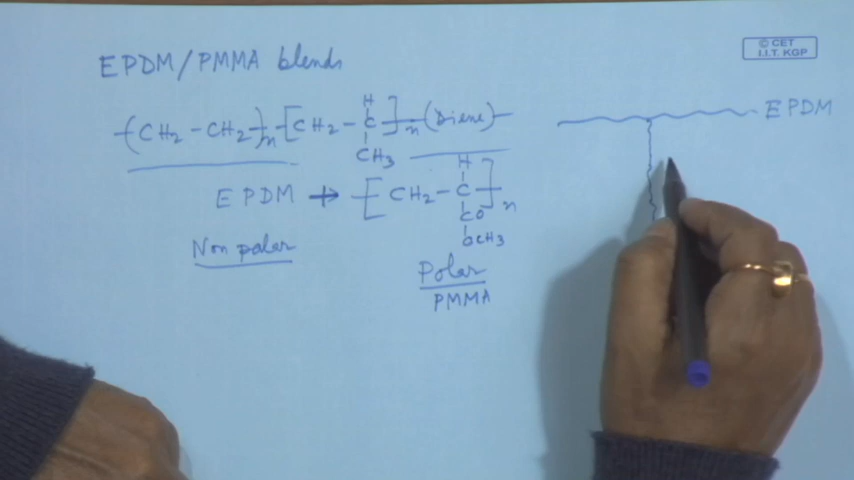 EPDM/PMMA blends
© CET
I.I.T. KGP
-(CH2-CH2)n-[CH2-C]n-(Diene)-
H
CH3
EPDM
EPDM → [CH2-C]n
H
CO
OCH3
Non polar
Polar
PMMA